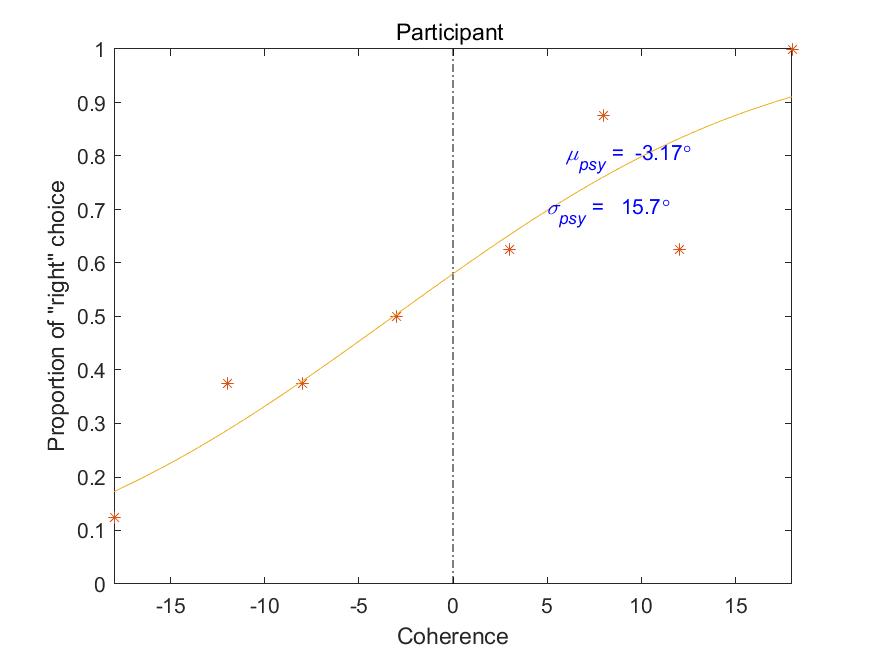 Participant
1
0.9
0.8
0.7
0.6
0.5
0.4
0.3
0.2
0.1
0
μpsy = -3.17°
σpsy = 15.7°
Proportion of "right" choice
-15 -10 -5 0 5 10 15
Coherence